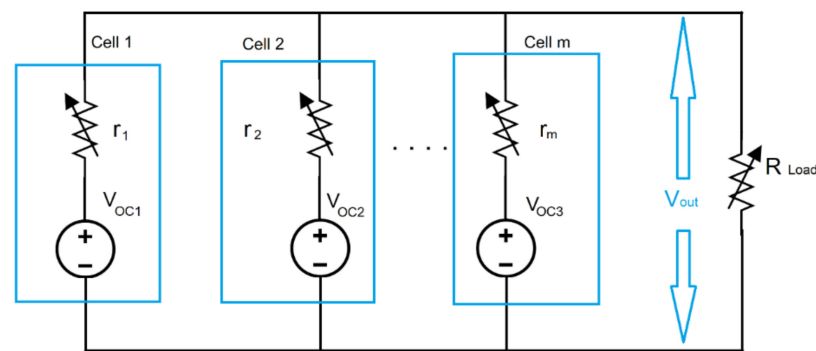 Cell 1
Cell 2
Cell m
r1
r2
. . . .
rm
R Load
VOC1
VOC2
VOC3
Vout
+
−
+
−
+
−